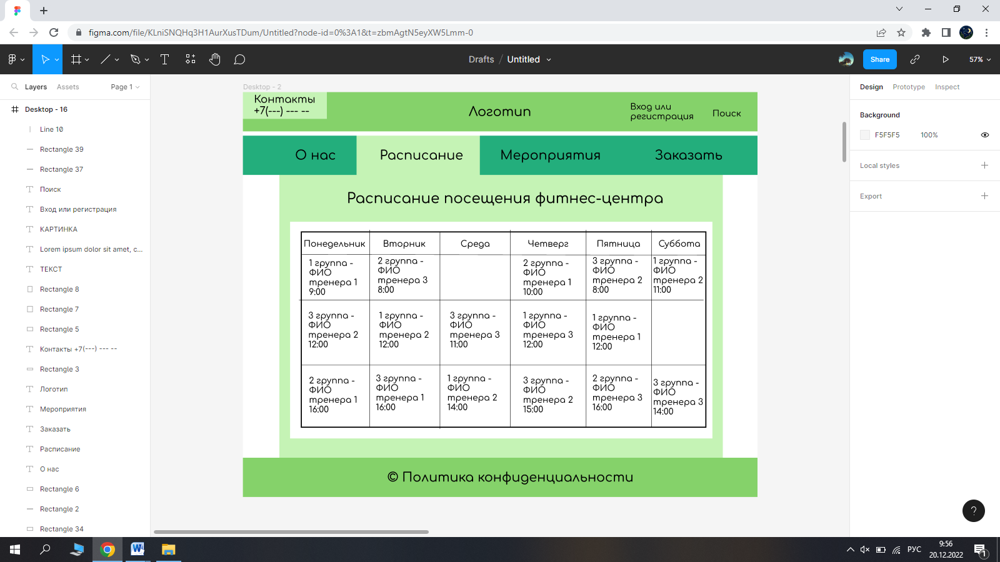 figma.com/file/KLniSNQHq3H1AurXusTDum/Untitled?node-id=0%3A1&t=zbmAgtN5eyXW5Lmm-0
Drafts / Untitled
Share
57%
Layers
Assets
Page 1
Desktop - 16
Line 10
Rectangle 39
Rectangle 37
Поиск
Вход или регистрация
КАРТИНКА
Lorem ipsum dolor sit amet, c...
ТЕКСТ
Rectangle 8
Rectangle 7
Rectangle 5
Контакты +7(---) --- --
Rectangle 3
Логотип
Мероприятия
Заказать
Расписание
О нас
Rectangle 6
Rectangle 2
Rectangle 34
Desktop - 2
Контакты
+7(---) --- --
Логотип
Вход или
регистрация
Поиск
О нас
Расписание
Мероприятия
Заказать
Расписание посещения фитнес-центра
Понедельник
Вторник
Среда
Четверг
Пятница
Суббота
1 группа -
ФИО
тренера 1
9:00
2 группа -
ФИО
тренера 3
8:00
2 группа -
ФИО
тренера 1
10:00
3 группа -
ФИО
тренера 2
8:00
1 группа -
ФИО
тренера 2
11:00
3 группа -
ФИО
тренера 2
12:00
1 группа -
ФИО
тренера 2
12:00
3 группа -
ФИО
тренера 3
11:00
1 группа -
ФИО
тренера 3
12:00
1 группа -
ФИО
тренера 1
12:00
2 группа -
ФИО
тренера 1
16:00
3 группа -
ФИО
тренера 1
16:00
1 группа -
ФИО
тренера 2
14:00
3 группа -
ФИО
тренера 2
15:00
2 группа -
ФИО
тренера 3
16:00
3 группа -
ФИО
тренера 3
14:00
© Политика конфиденциальности
Design
Prototype
Inspect
Background
F5F5F5
100%
Local styles
Export
?
РУС
9:56
20.12.2022
1